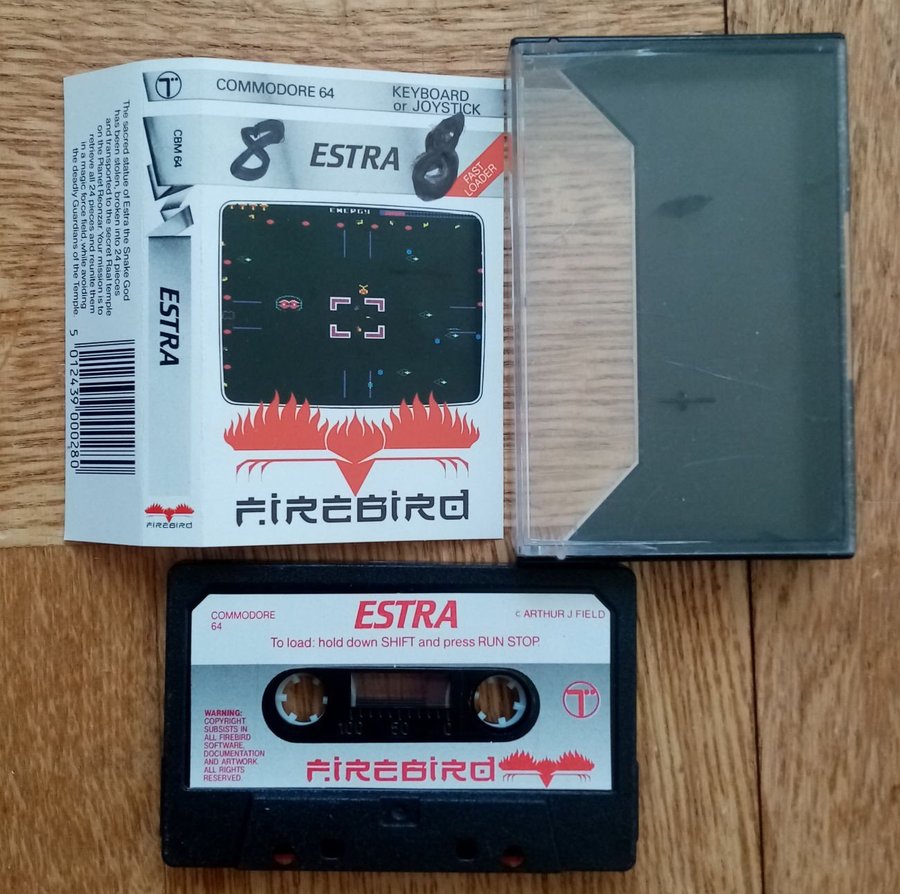 The sacred statue of Estra the Snake God
has been stolen, broken into 24 pieces
and transported to the secret Raal temple
on the Planet Reonzar. Your mission is to
retrieve all 24 pieces and reunite them
in a magic force field, while avoiding
the deadly Guardians of the Temple.
5 012439 000280
CBM 64
ESTRA
FIREBIRD
COMMODORE 64
KEYBOARD
or JOYSTICK
8 ESTRA 8
FAST
LOADER
ENERGY
FIREBIRD
COMMODORE
64
ESTRA
© ARTHUR J FIELD
To load: hold down SHIFT and press RUN STOP.
100 50 0
WARNING:
COPYRIGHT
SUBSISTS IN
ALL FIREBIRD
SOFTWARE,
DOCUMENTATION
AND ARTWORK
ALL RIGHTS
RESERVED.
FIREBIRD